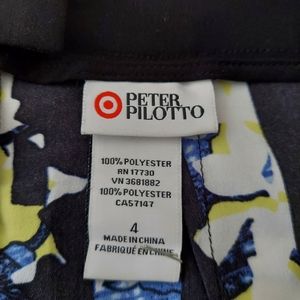 PETER
PILOTTO
100% POLYESTER
RN 17730
VN 3681882
100% POLYESTER
CA57147
4
MADE IN CHINA
FABRIQUÉ EN CHINE